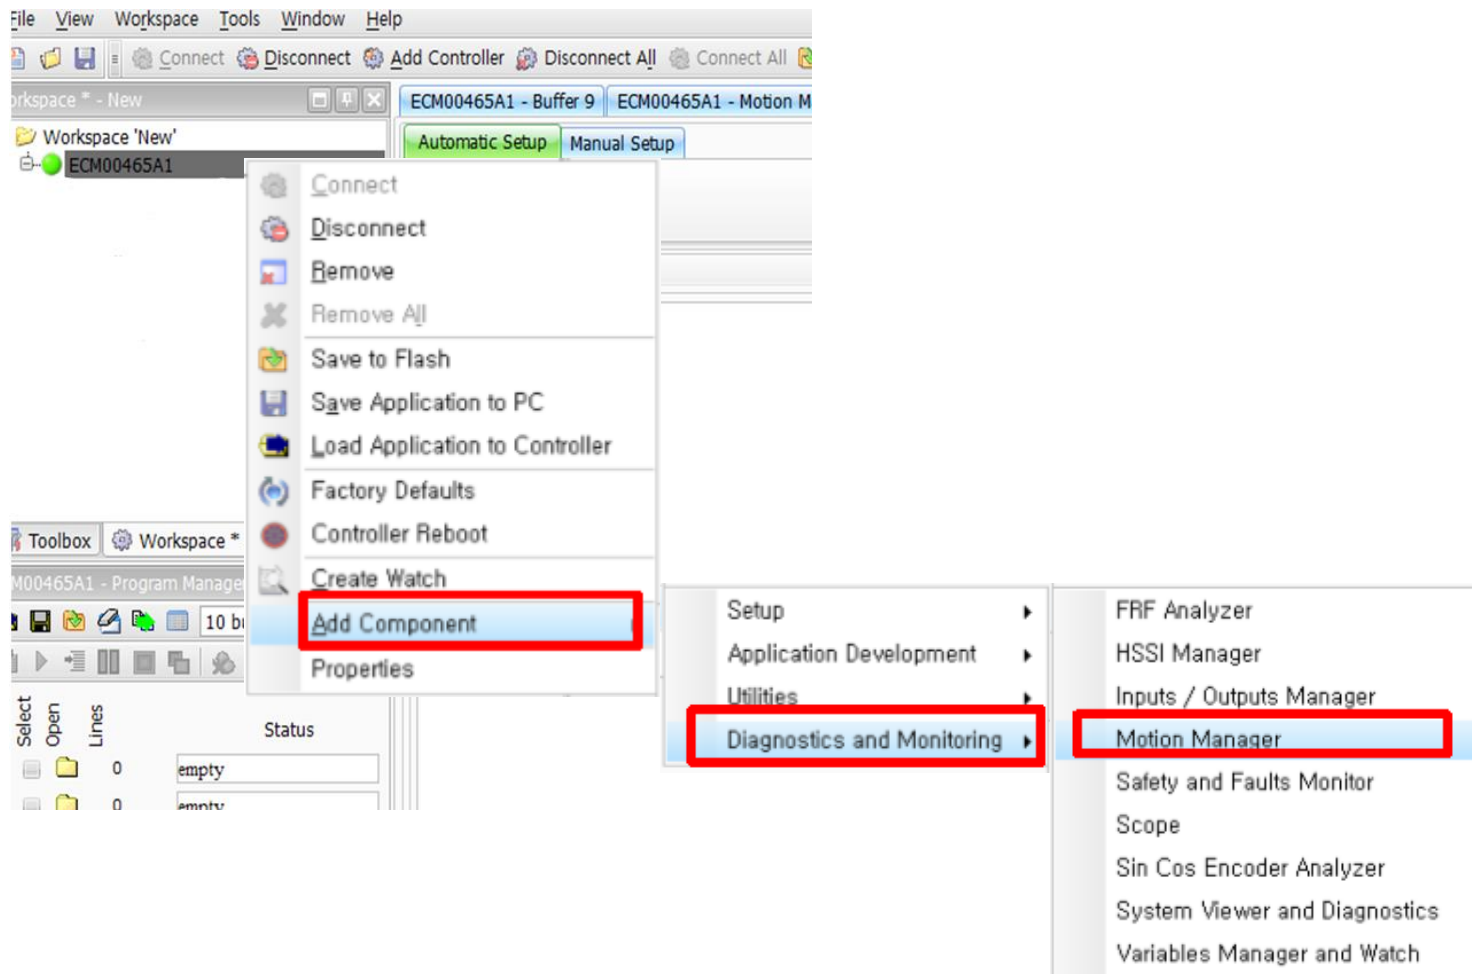 File View Workspace Tools Window Help
Connect Disconnect Add Controller Disconnect All Connect All
orkspace * - New
ECM00465A1 - Buffer 9 ECM00465A1 - Motion M
Workspace 'New'
Automatic Setup Manual Setup
ECM00465A1
Connect
Disconnect
Remove
Remove All
Save to Flash
Save Application to PC
Load Application to Controller
Factory Defaults
Controller Reboot
Create Watch
Add Component
Properties
Toolbox Workspace *
M00465A1 - Program Manage
10 b
Select Open Lines Status
0 empty
0 empty
Setup
Application Development
Utilities
Diagnostics and Monitoring
FRF Analyzer
HSSI Manager
Inputs / Outputs Manager
Motion Manager
Safety and Faults Monitor
Scope
Sin Cos Encoder Analyzer
System Viewer and Diagnostics
Variables Manager and Watch